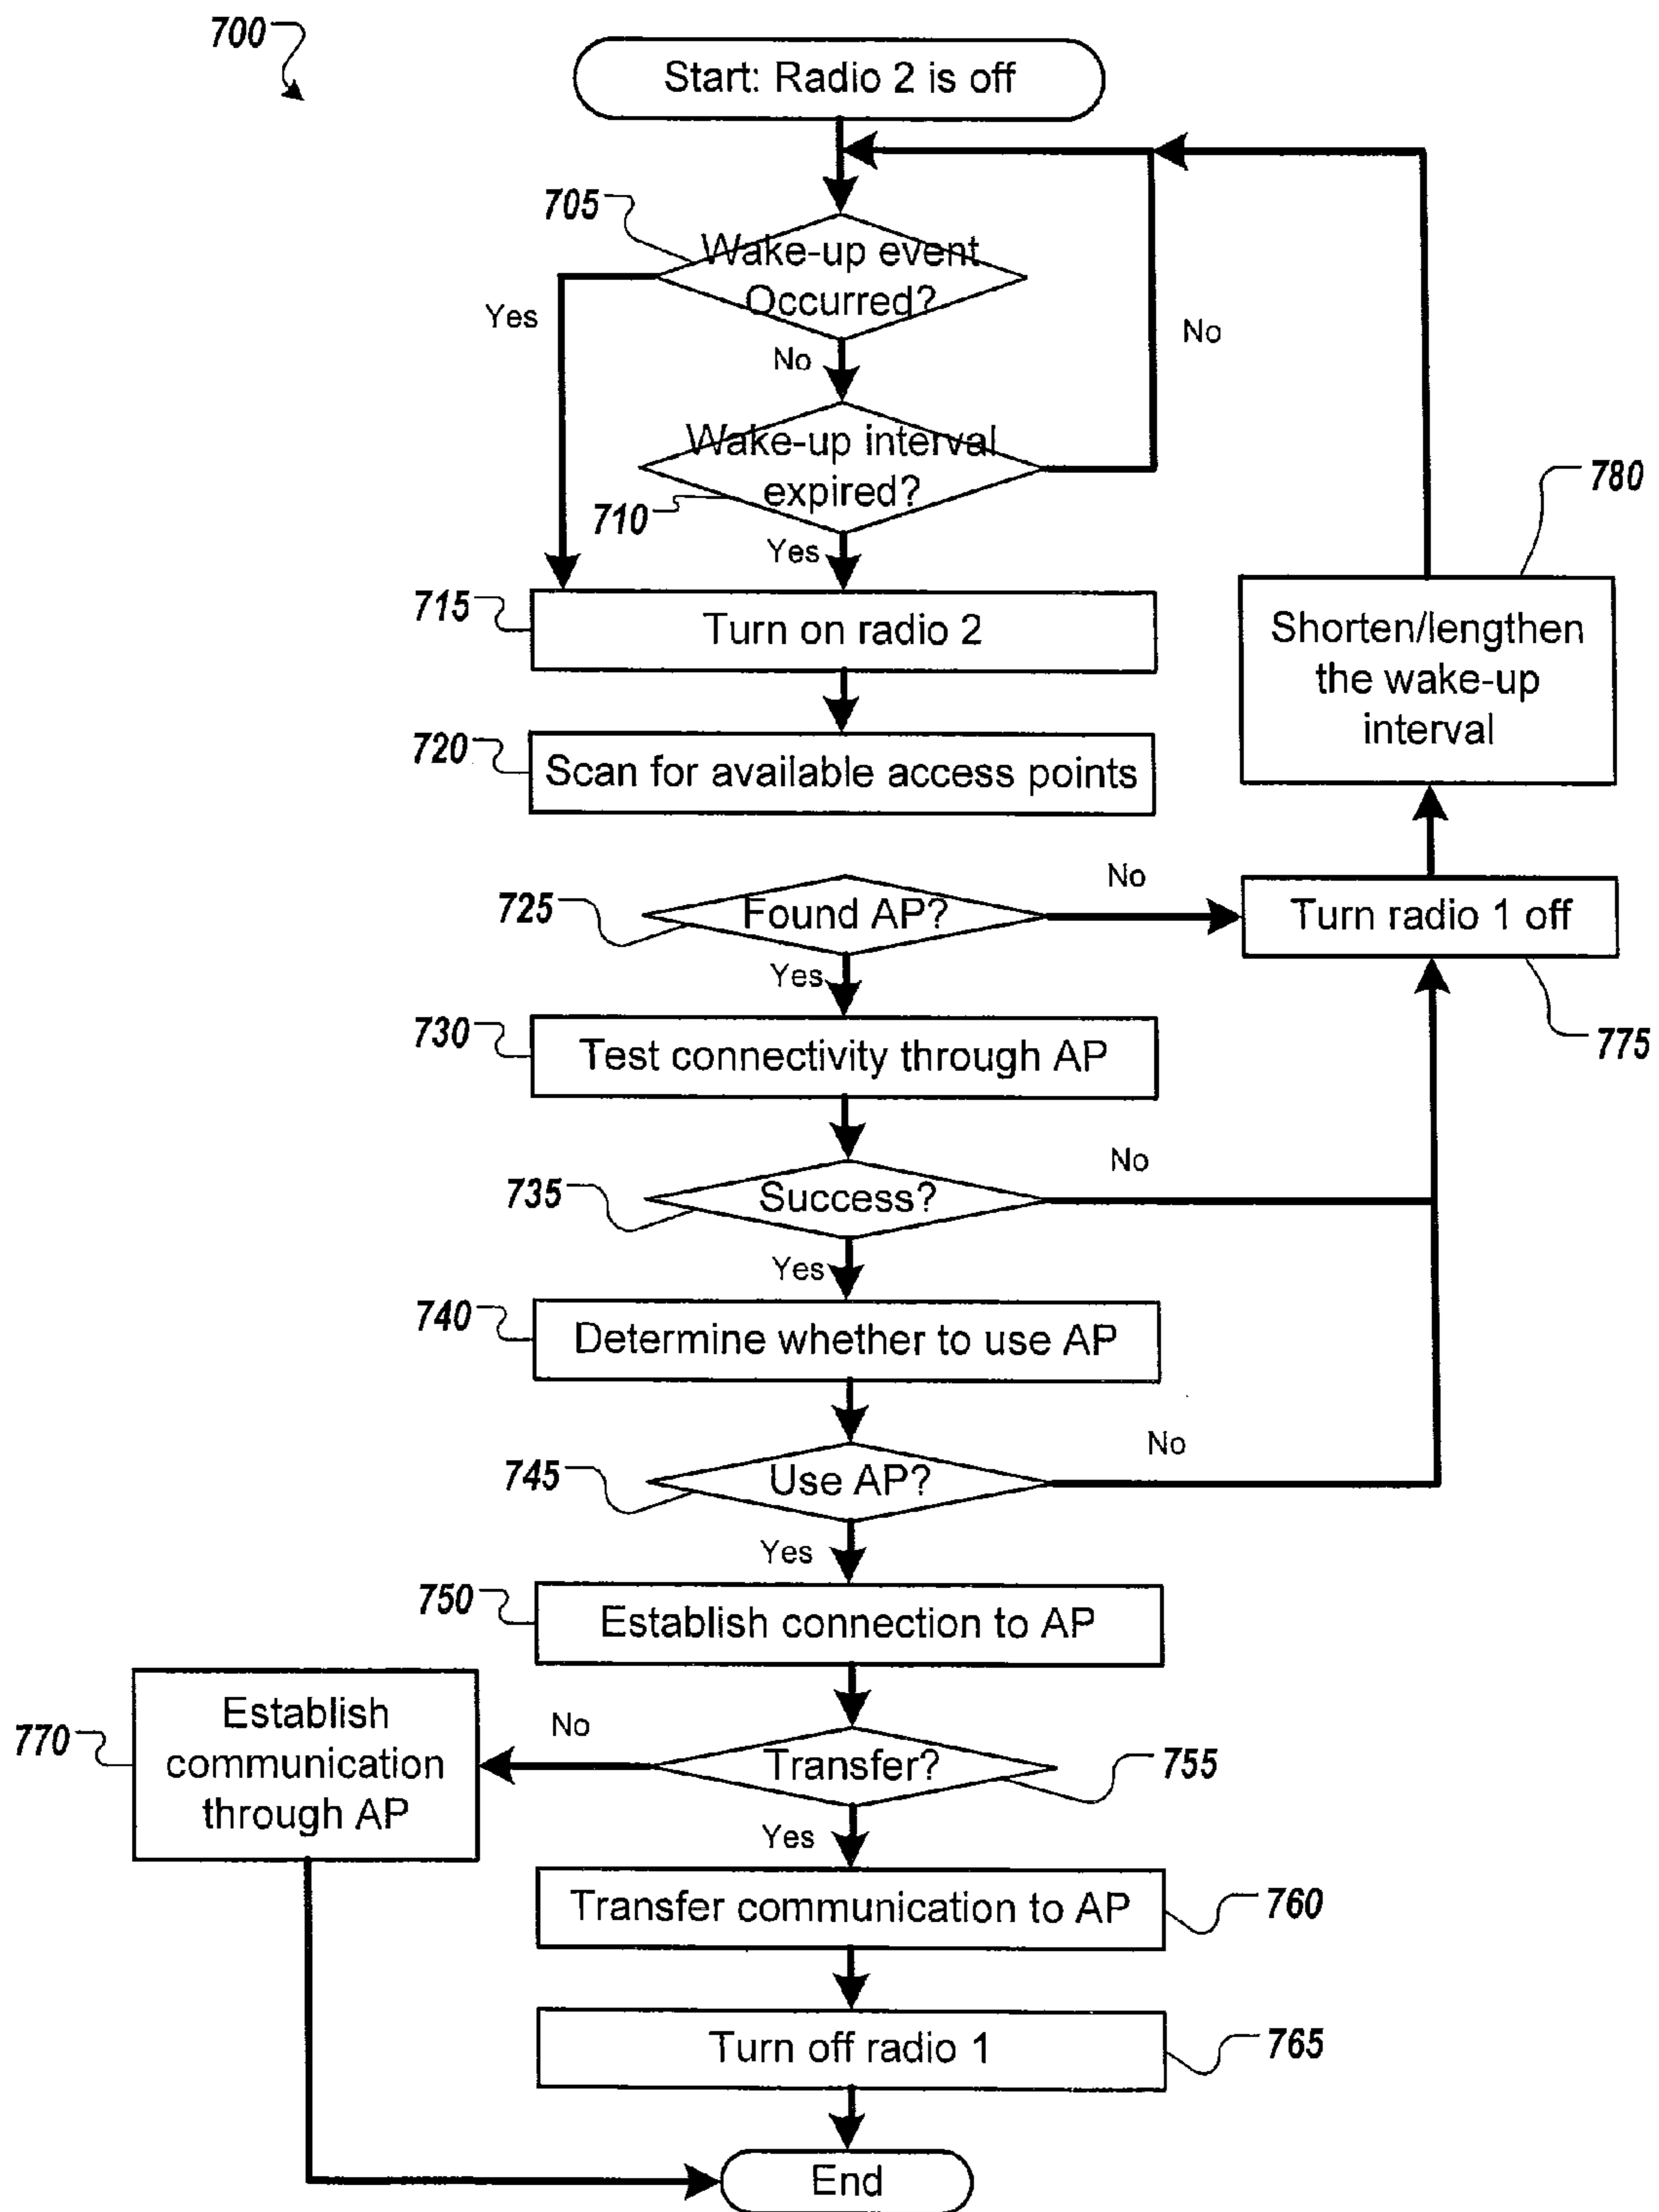 700
Start: Radio 2 is off
705
Wake-up event
Occurred?
Yes
No
No
Wake-up interval
expired?
710
780
Yes
715
Turn on radio 2
Shorten/lengthen
the wake-up
interval
720
Scan for available access points
No
725
Found AP?
Turn radio 1 off
Yes
730
Test connectivity through AP
775
No
735
Success?
Yes
740
Determine whether to use AP
No
745
Use AP?
Yes
750
Establish connection to AP
Establish
communication
through AP
770
No
Transfer?
755
Yes
Transfer communication to AP
760
Turn off radio 1
765
End